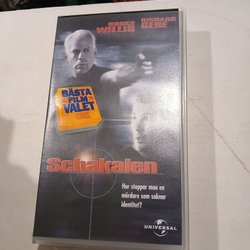 BRUCE RICHARD
WILLIS GERE
BÄSTA
FILM
VALET
Schakalen
Hur stoppar man en
mördare som saknar
identitet?
UNIVERSAL